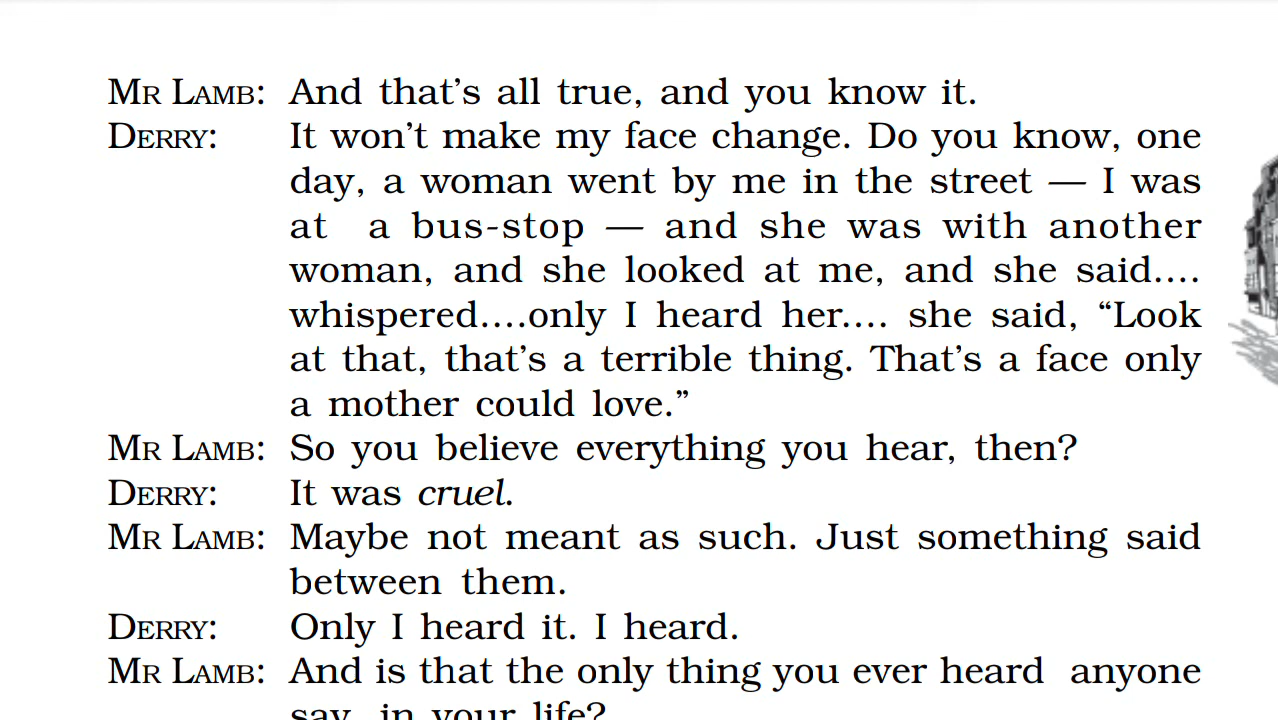 MR LAMB: And that's all true, and you know it.
DERRY: It won't make my face change. Do you know, one
day, a woman went by me in the street — I was
at a bus-stop — and she was with another
woman, and she looked at me, and she said....
whispered....only I heard her.... she said, “Look
at that, that's a terrible thing. That's a face only
a mother could love.”
MR LAMB: So you believe everything you hear, then?
DERRY: It was cruel.
MR LAMB: Maybe not meant as such. Just something said
between them.
DERRY: Only I heard it. I heard.
MR LAMB: And is that the only thing you ever heard anyone
say in your life?